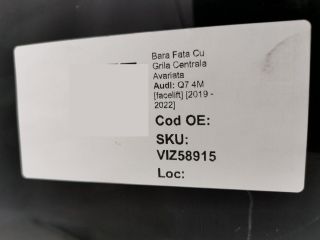 Bara Fata Cu
Grila Centrala
Avariata
Audi: Q7 4M
[facelift] [2019 -
2022]
Cod OE:
SKU:
VIZ58915
Loc: